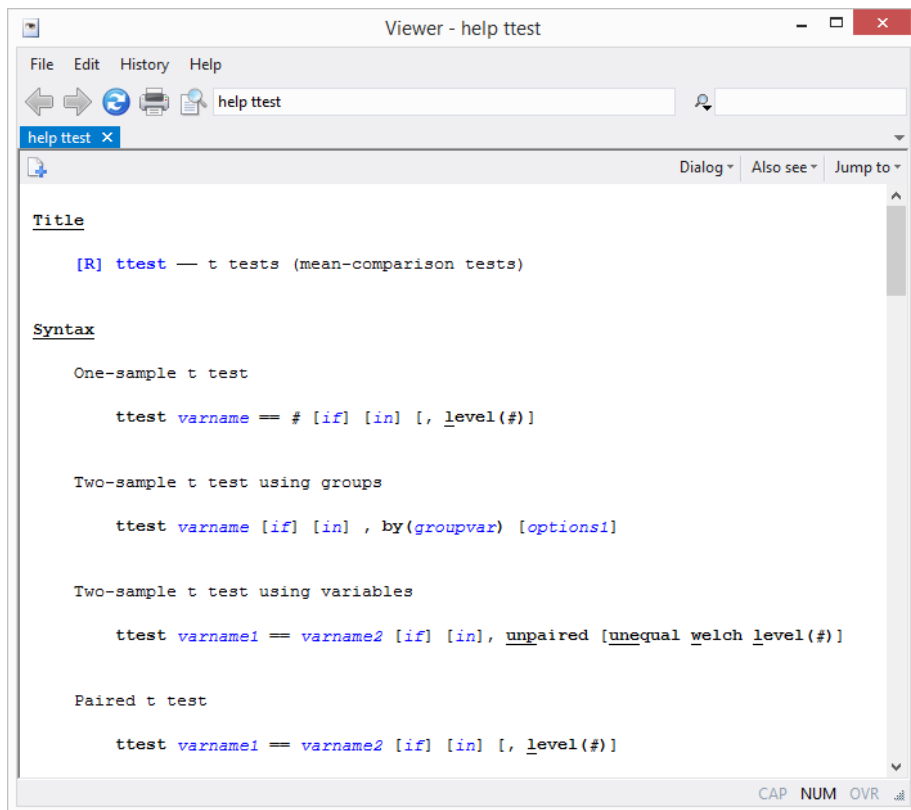 Viewer - help ttest
File Edit History Help
help ttest
help ttest
Dialog Also see Jump to
Title
[R] ttest — t tests (mean-comparison tests)
Syntax
One-sample t test
ttest varname == # [if] [in] [, level(#)]
Two-sample t test using groups
ttest varname [if] [in] , by(groupvar) [options1]
Two-sample t test using variables
ttest varname1 == varname2 [if] [in], unpaired [unequal welch level(#)]
Paired t test
ttest varname1 == varname2 [if] [in] [, level(#)]
CAP NUM OVR